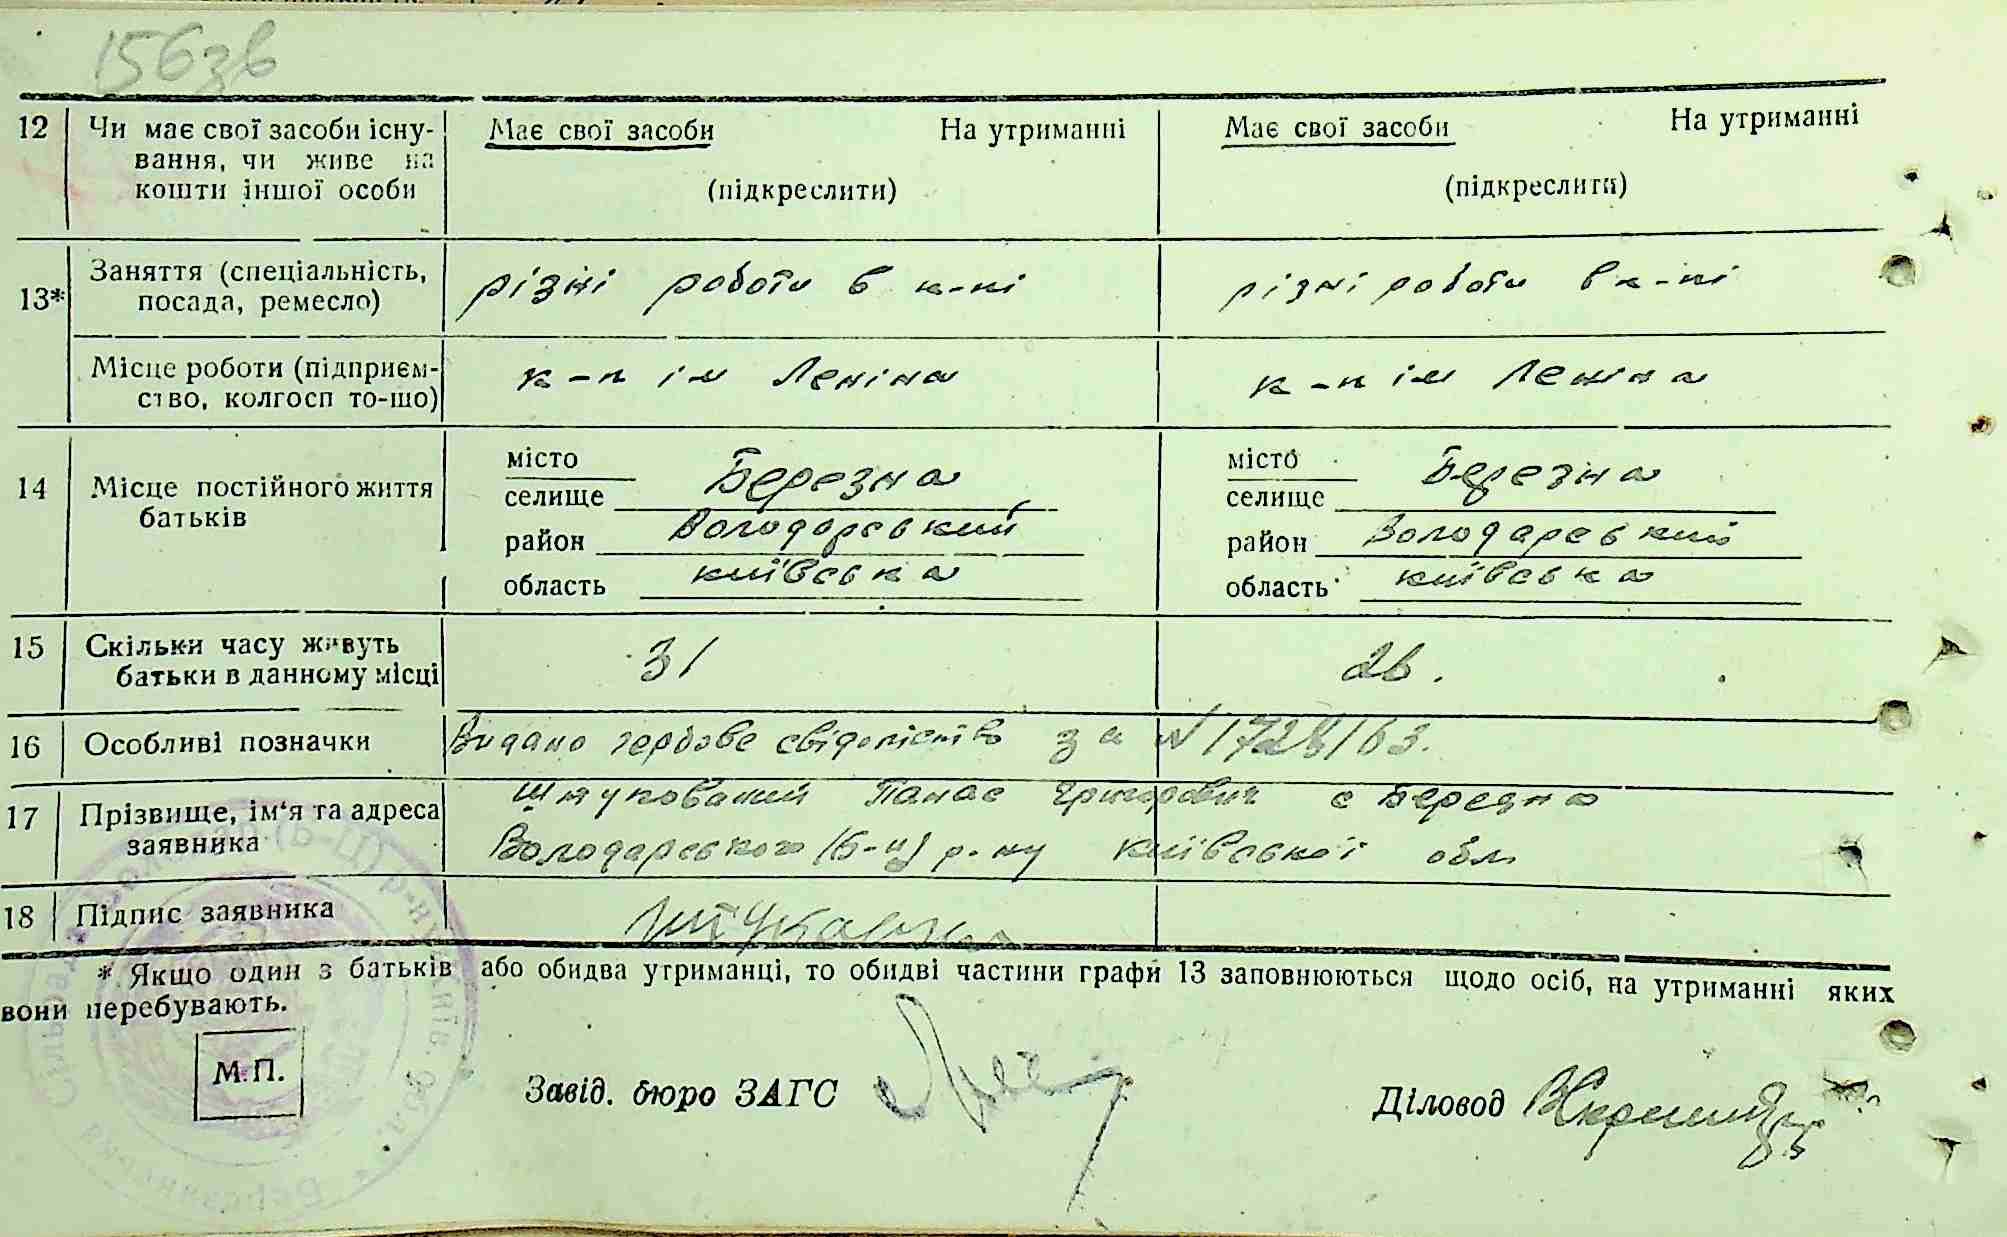 156зв
12 Чи має свої засоби існу- Має свої засоби На утриманні Має свої засоби На утриманні
вання, чи живе на
кошти іншої особи (підкреслити) (підкреслити)
13* Заняття (спеціальність, різні роботи в к-пі різні роботи в к-пі
посада, ремесло)
Місце роботи (підприєм- к-п ім Леніна к-п ім Леніна
ство, колгосп то-що)
14 Місце постійного життя місто Березна місто Березна
батьків селище селище
район Володарський район Володарський
область київська область київська
15 Скільки часу живуть 31 26.
батьки в данному місці
16 Особливі позначки Видано гербове свідоцтво за №
17 Прізвище, ім'я та адреса Панас Григорович с Березна
заявника Володарського (Б-Ц) р-ну київської обл
18 Підпис заявника
* Якщо один з батьків або обидва утриманці, то обидві частини графи 13 заповнюються щодо осіб, на утриманні яких
вони перебувають.
М.П. Завід. бюро ЗАГС Діловод